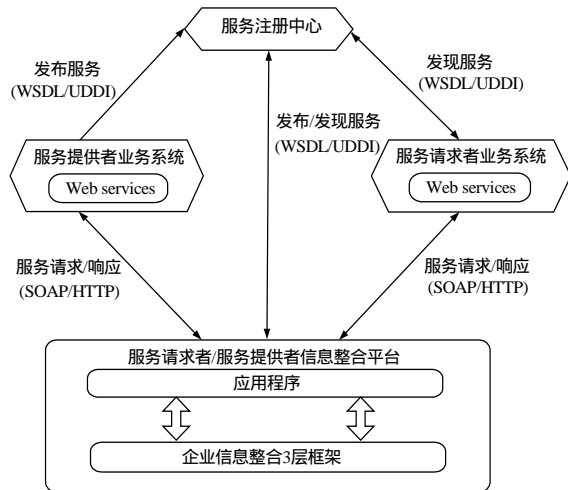 服务注册中心
发布服务
(WSDL/UDDI)
发现服务
(WSDL/UDDI)
发布/发现服务
(WSDL/UDDI)
服务提供者业务系统
Web services
服务请求者业务系统
Web services
服务请求/响应
(SOAP/HTTP)
服务请求/响应
(SOAP/HTTP)
服务请求者/服务提供者信息整合平台
应用程序
企业信息整合3层框架